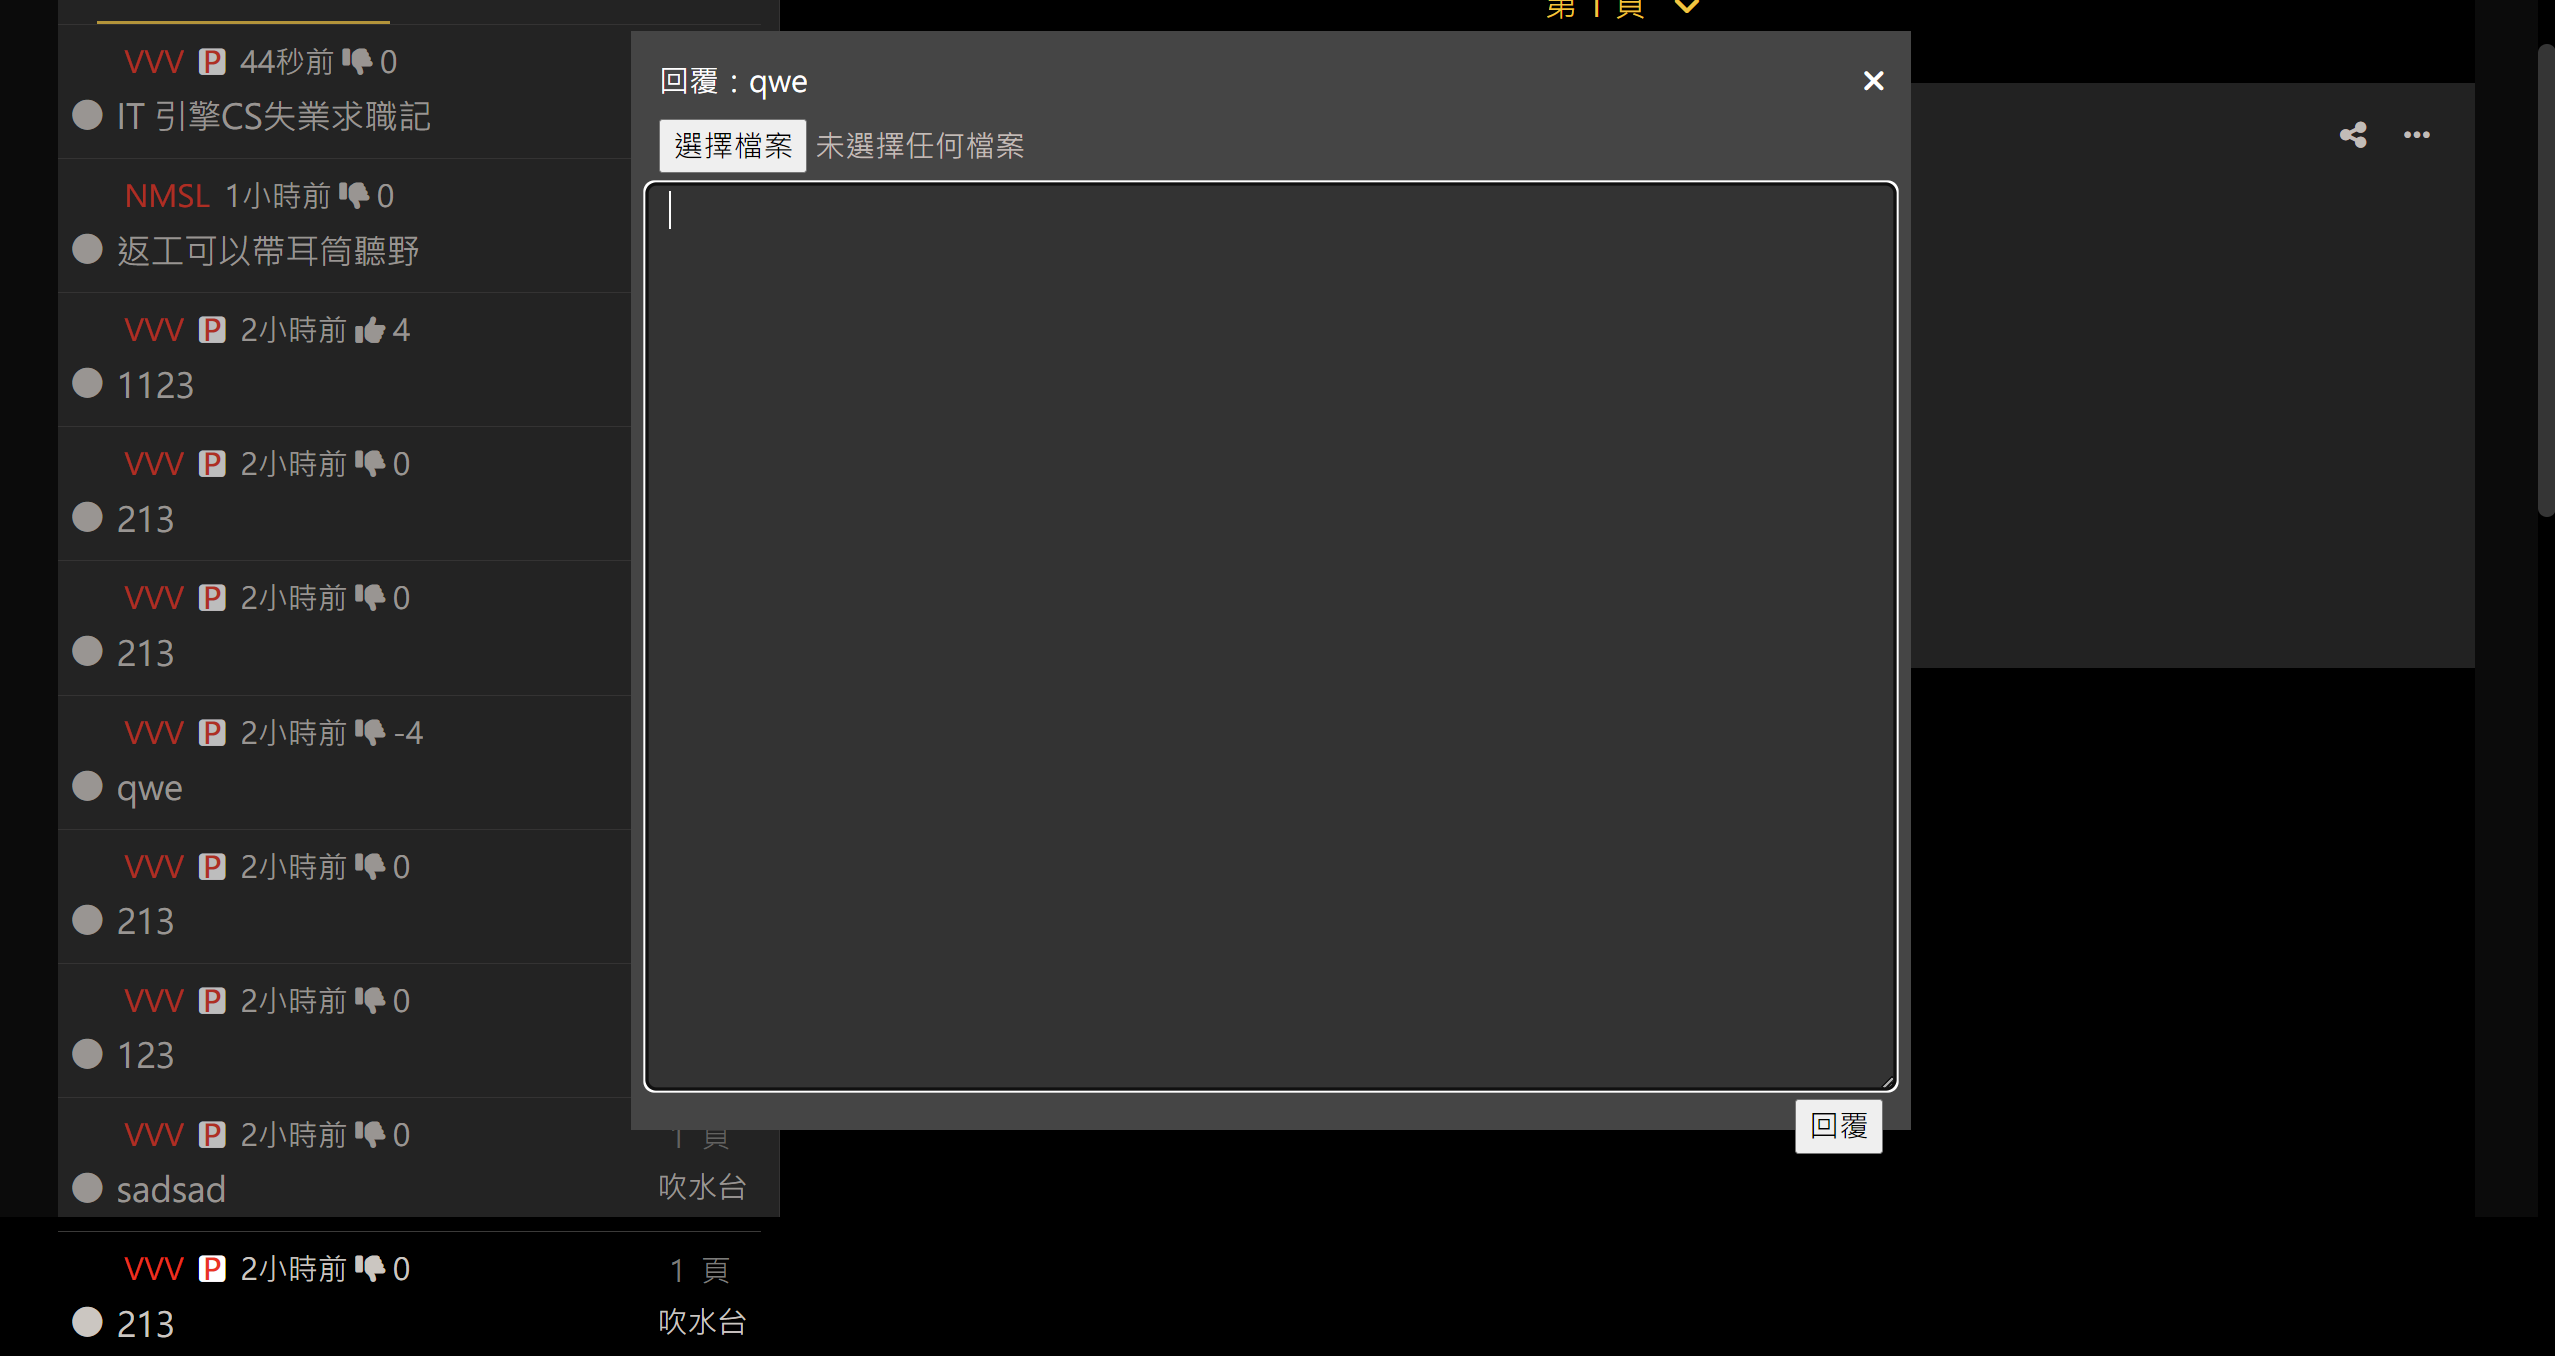 第 1 頁
VVV P 44秒前 0
IT 引擎CS失業求職記
NMSL 1小時前 0
返工可以帶耳筒聽野
VVV P 2小時前 4
1123
VVV P 2小時前 0
213
VVV P 2小時前 0
213
VVV P 2小時前 -4
qwe
VVV P 2小時前 0
213
VVV P 2小時前 0
123
VVV P 2小時前 0 1 頁
sadsad 吹水台
VVV P 2小時前 0 1 頁
213 吹水台
回覆：qwe
選擇檔案 未選擇任何檔案
回覆